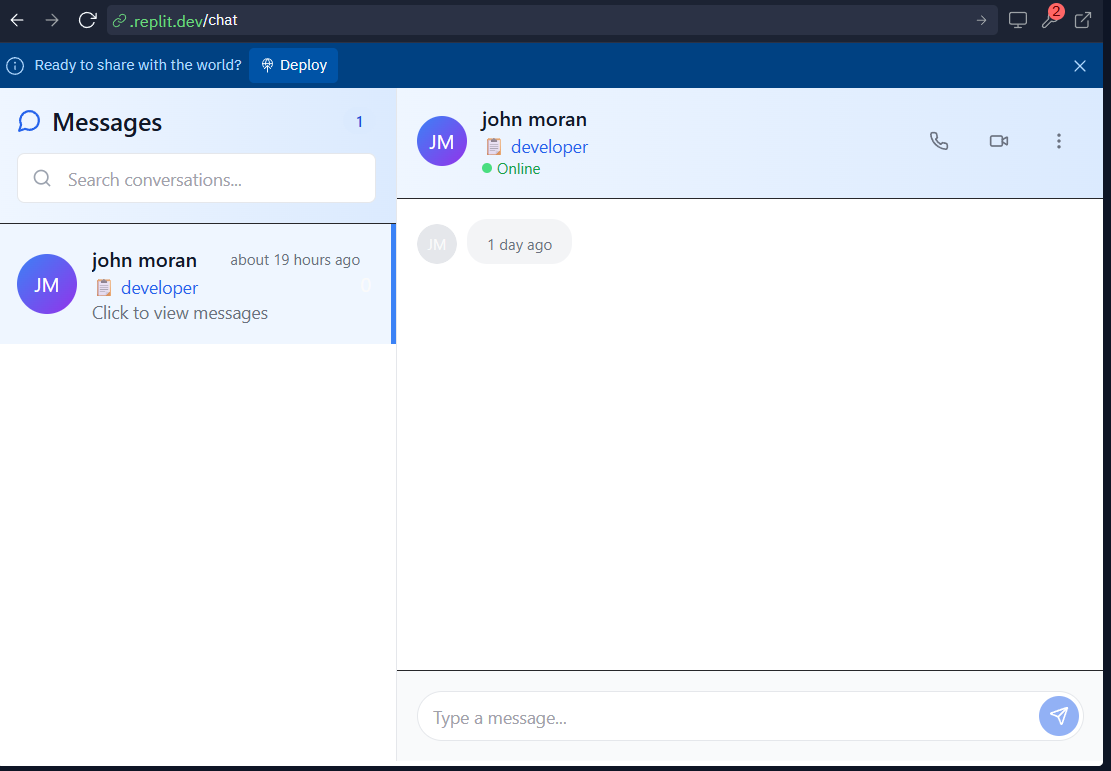 .replit.dev/chat
2
Ready to share with the world?
Deploy
Messages
1
Search conversations...
JM
john moran
about 19 hours ago
developer
0
Click to view messages
JM
john moran
developer
Online
JM
1 day ago
Type a message...